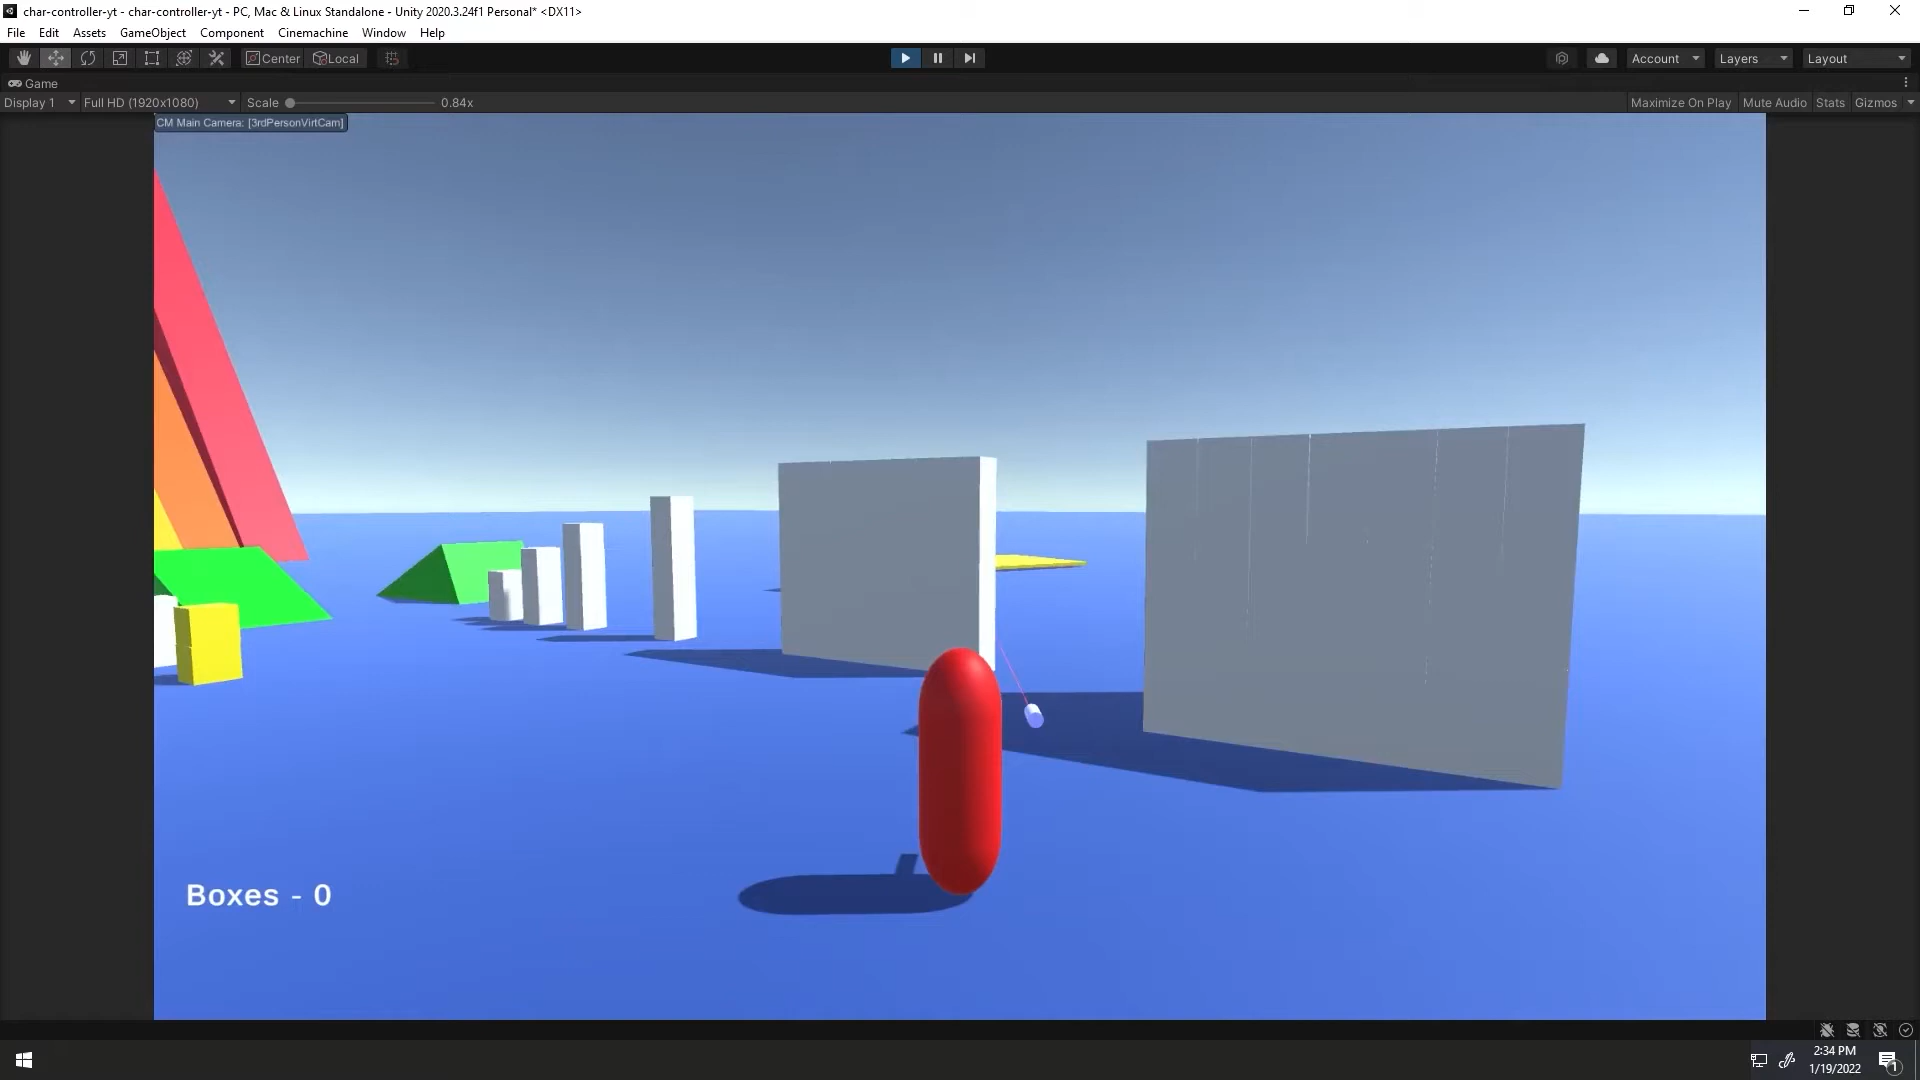 char-controller-yt - char-controller-yt - PC, Mac & Linux Standalone - Unity 2020.3.24f1 Personal* <DX11>
File Edit Assets GameObject Component Cinemachine Window Help
Center Local Account Layers Layout
Game
Display 1 Full HD (1920x1080) Scale 0.84x Maximize On Play Mute Audio Stats Gizmos
CM Main Camera: [3rdPersonVirtCam]
Boxes - 0
2:34 PM
1/19/2022
1